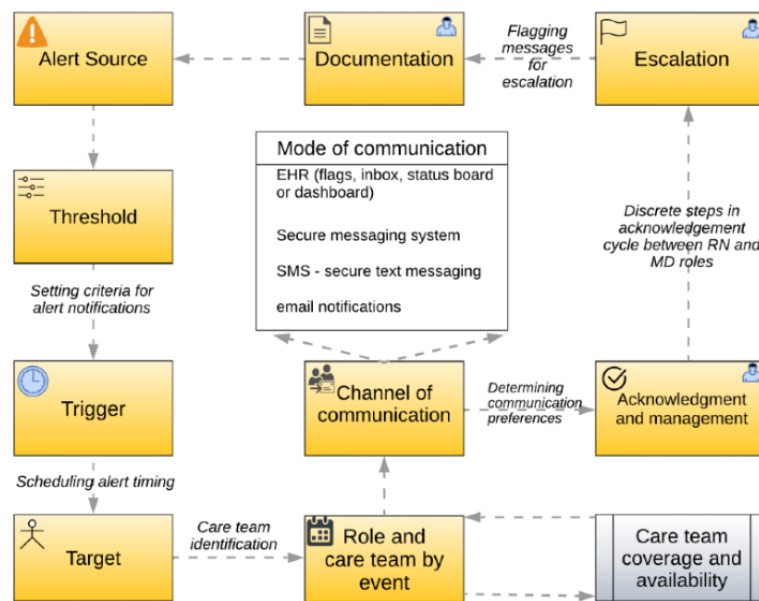 Alert Source
Documentation
Flagging
messages
for
escalation
Escalation
Mode of communication
EHR (flags, inbox, status board
or dashboard)
Secure messaging system
SMS - secure text messaging
email notifications
Threshold
Discrete steps in
acknowledgement
cycle between RN and
MD roles
Setting criteria for
alert notifications
Trigger
Channel of
communication
Determining
communication
preferences
Acknowledgment
and management
Scheduling alert timing
Target
Care team
identification
Role and
care team by
event
Care team
coverage and
availability